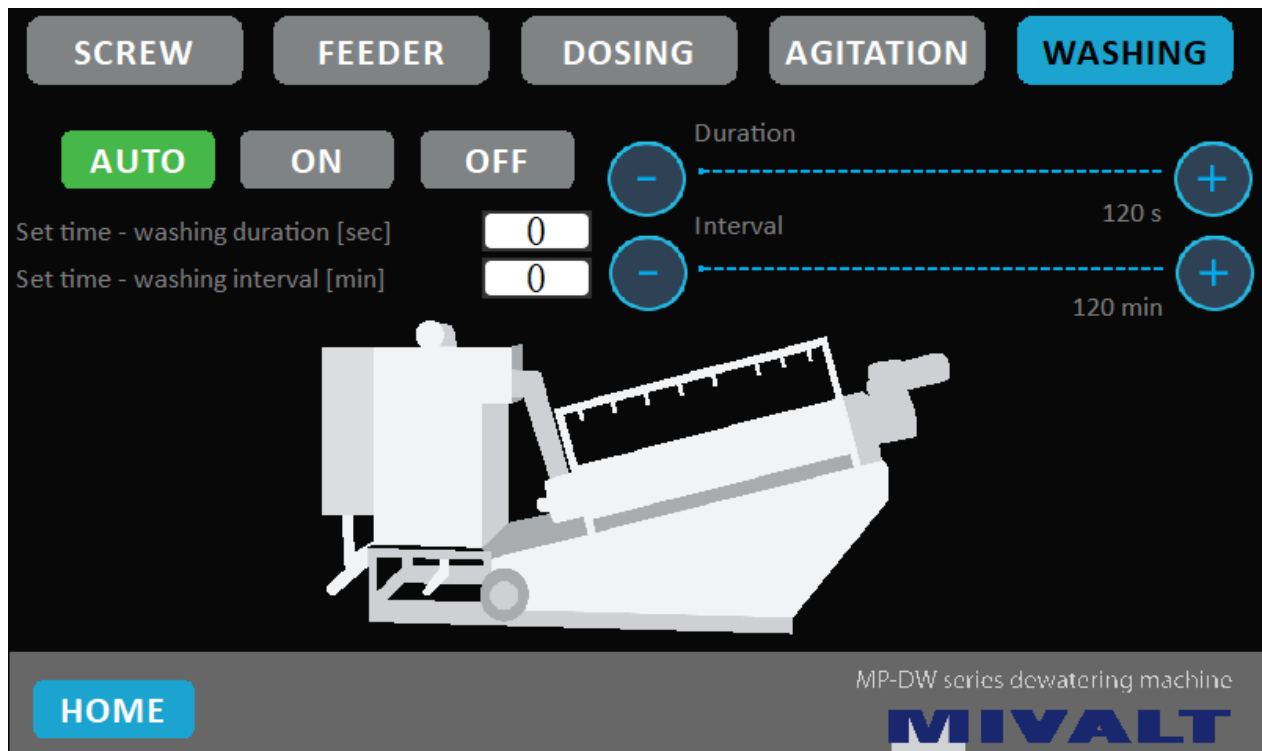 SCREW
FEEDER
DOSING
AGITATION
WASHING
AUTO
ON
OFF
-
Duration
+
120 s
Set time - washing duration [sec]
0
Interval
Set time - washing interval [min]
0
-
+
120 min
HOME
MP-DW series dewatering machine
MIVALT